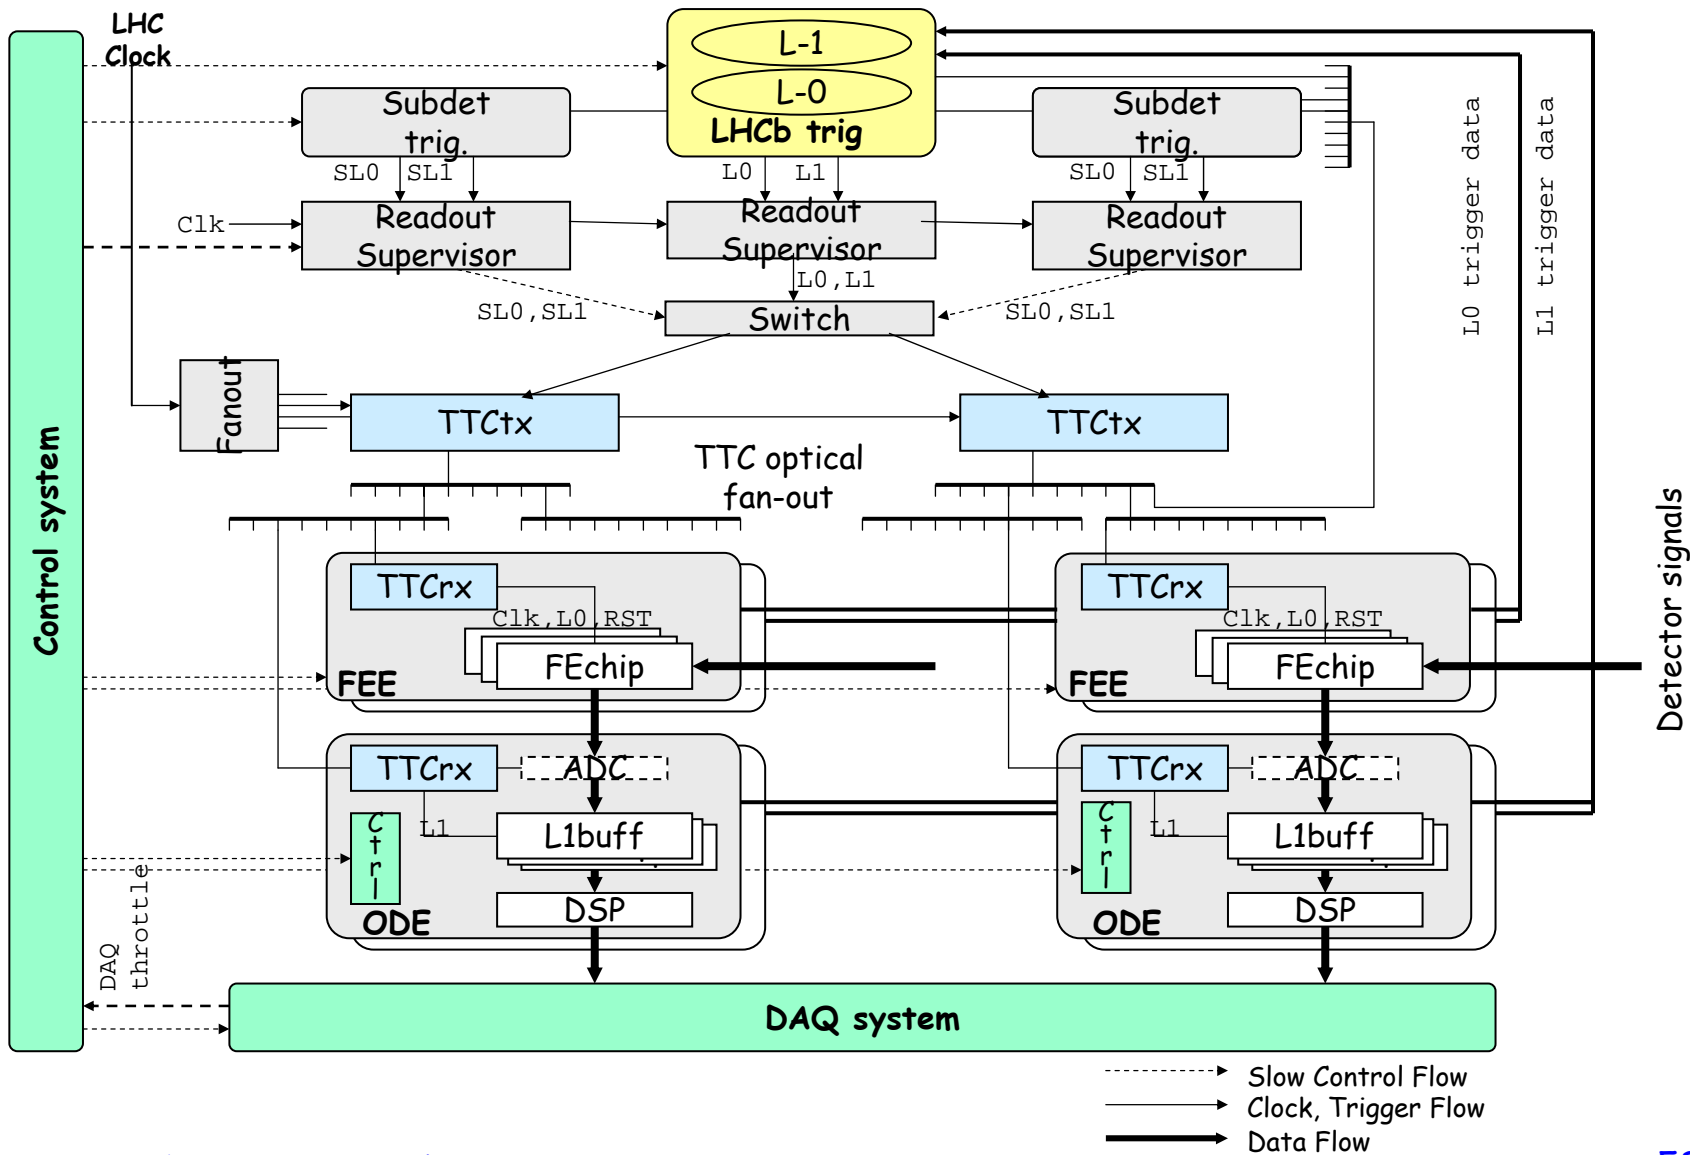 LHC
Clock
L-1
L-0
LHCb trig
Subdet
trig.
Subdet
trig.
SL0 SL1
L0 L1
SL0 SL1
Clk
Readout
Supervisor
Readout
Supervisor
Readout
Supervisor
L0,L1
SL0,SL1
SL0,SL1
Switch
L0 trigger data
L1 trigger data
Fanout
TTCtx
TTCtx
TTC optical
fan-out
Control system
Detector signals
TTCrx
Clk,L0,RST
FEchip
FEE
TTCrx
Clk,L0,RST
FEchip
FEE
TTCrx
ADC
Ctrl
L1
L1buff
DSP
ODE
TTCrx
ADC
Ctrl
L1
L1buff
DSP
ODE
DAQ
throttle
DAQ system
Slow Control Flow
Clock, Trigger Flow
Data Flow